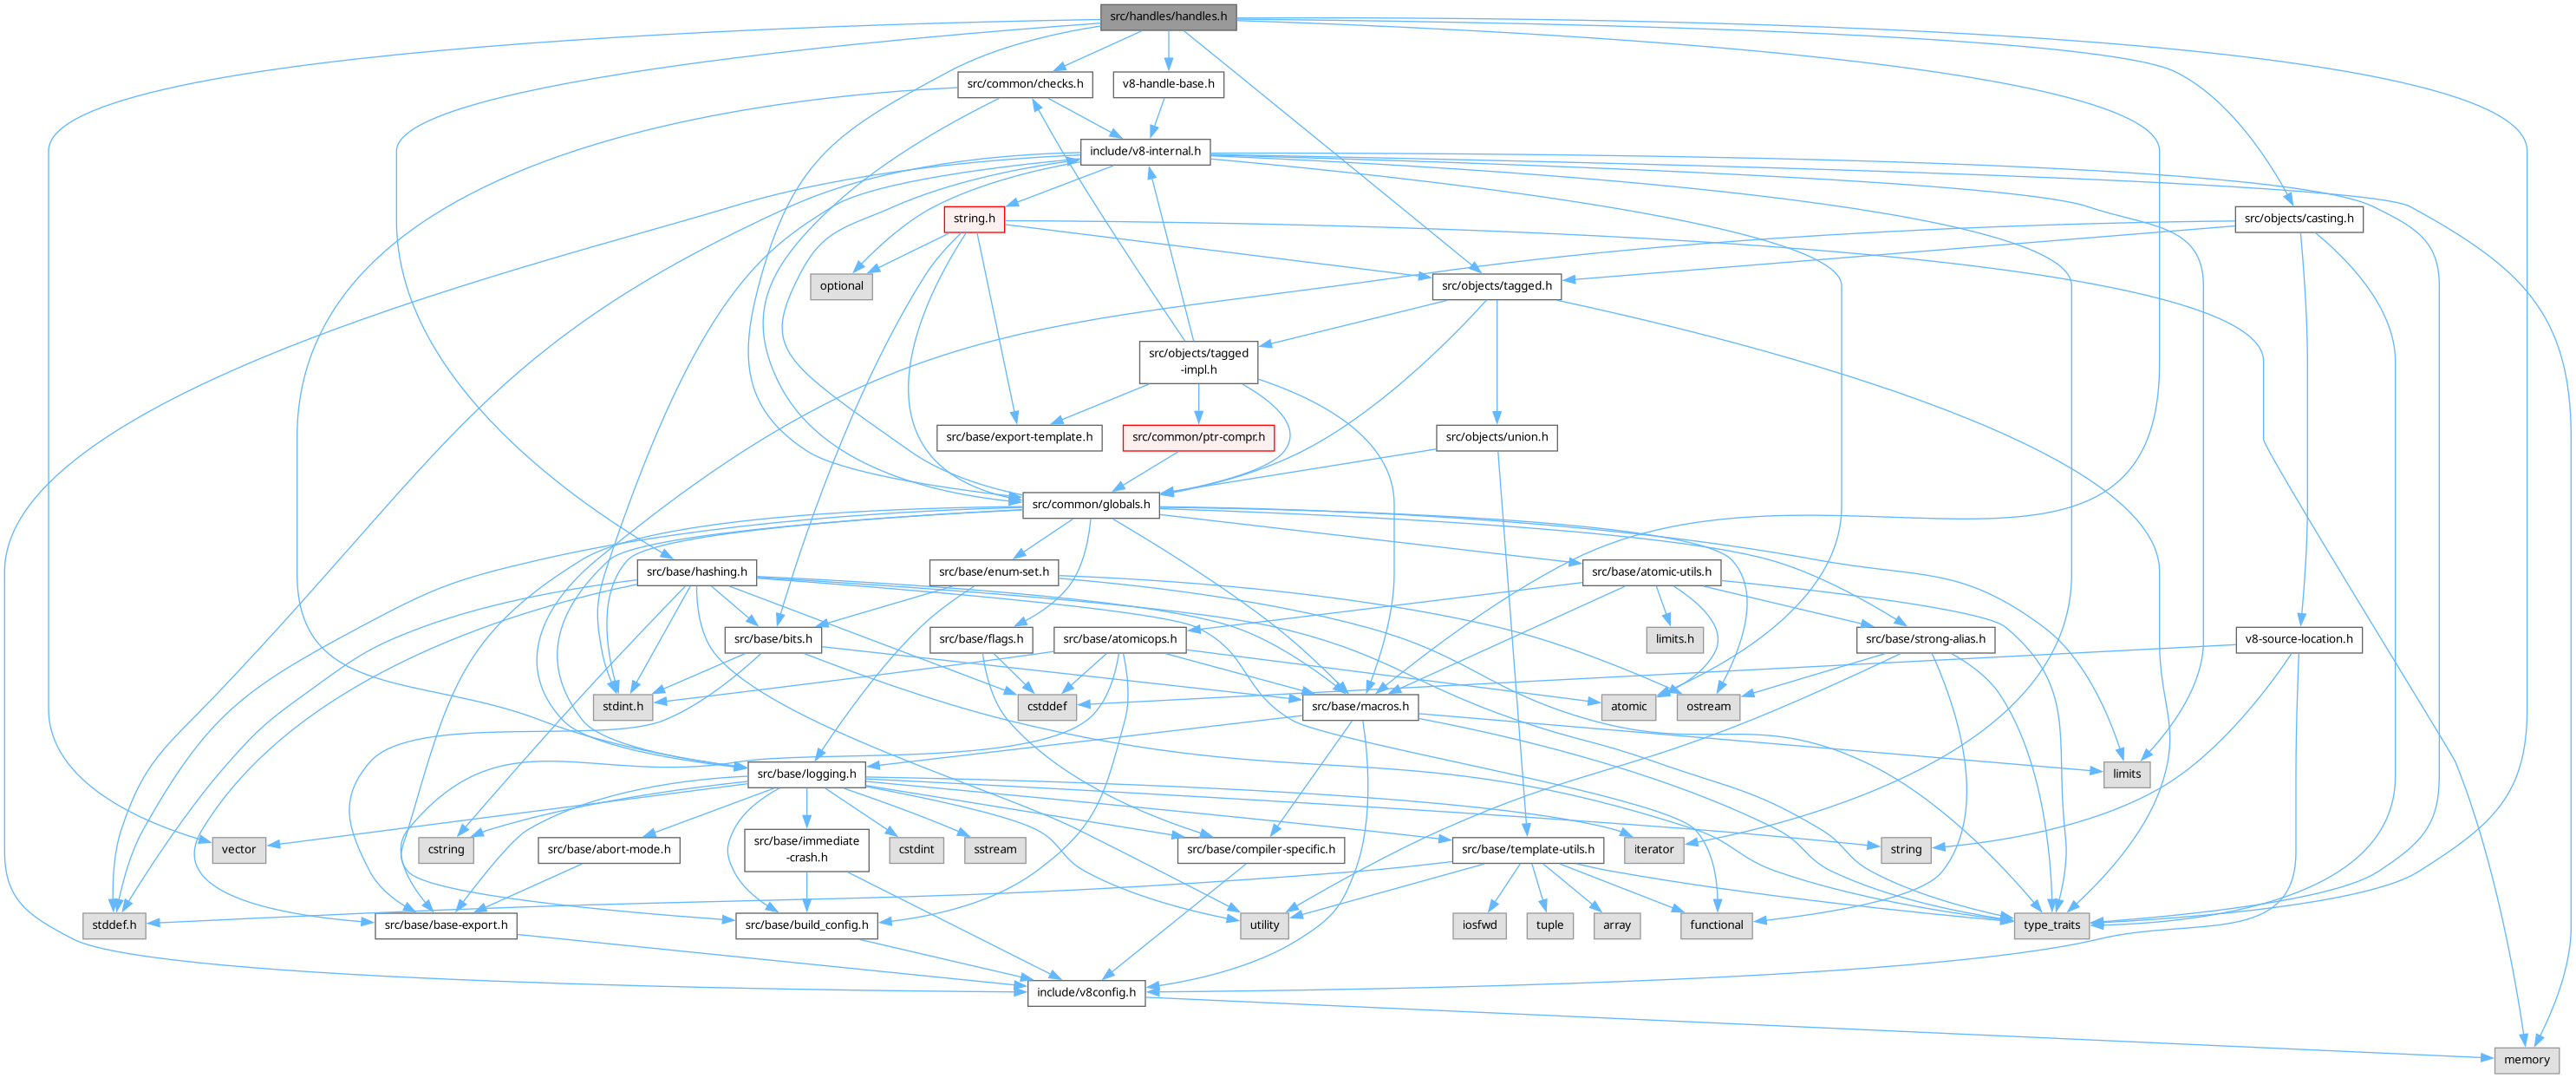 src/handles/handles.h
src/common/checks.h
v8-handle-base.h
include/v8-internal.h
string.h
src/objects/casting.h
optional
src/objects/tagged.h
src/objects/tagged
-impl.h
src/base/export-template.h
src/common/ptr-compr.h
src/objects/union.h
src/common/globals.h
src/base/hashing.h
src/base/enum-set.h
src/base/atomic-utils.h
src/base/bits.h
src/base/flags.h
src/base/atomicops.h
limits.h
src/base/strong-alias.h
v8-source-location.h
stdint.h
cstddef
src/base/macros.h
atomic
ostream
src/base/logging.h
limits
vector
cstring
src/base/abort-mode.h
src/base/immediate
-crash.h
cstdint
sstream
src/base/compiler-specific.h
src/base/template-utils.h
iterator
string
stddef.h
src/base/base-export.h
src/base/build_config.h
utility
iosfwd
tuple
array
functional
type_traits
include/v8config.h
memory